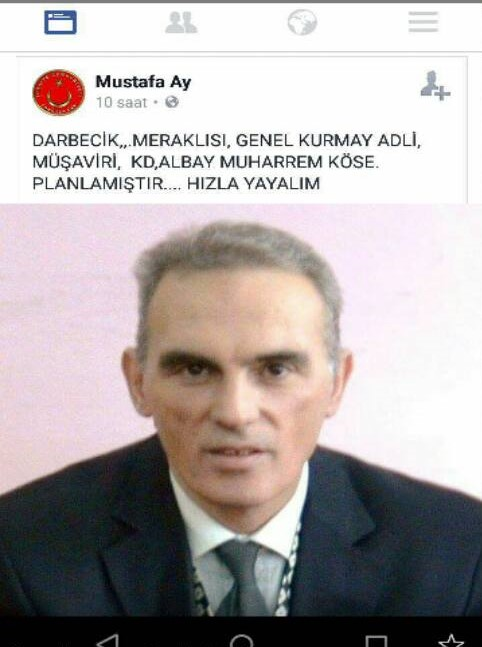 Mustafa Ay
10 saat
DARBECİK,,.MERAKLISI, GENEL KURMAY ADLİ,
MÜŞAVİRİ, KD,ALBAY MUHARREM KÖSE.
PLANLAMIŞTIR.... HIZLA YAYALIM